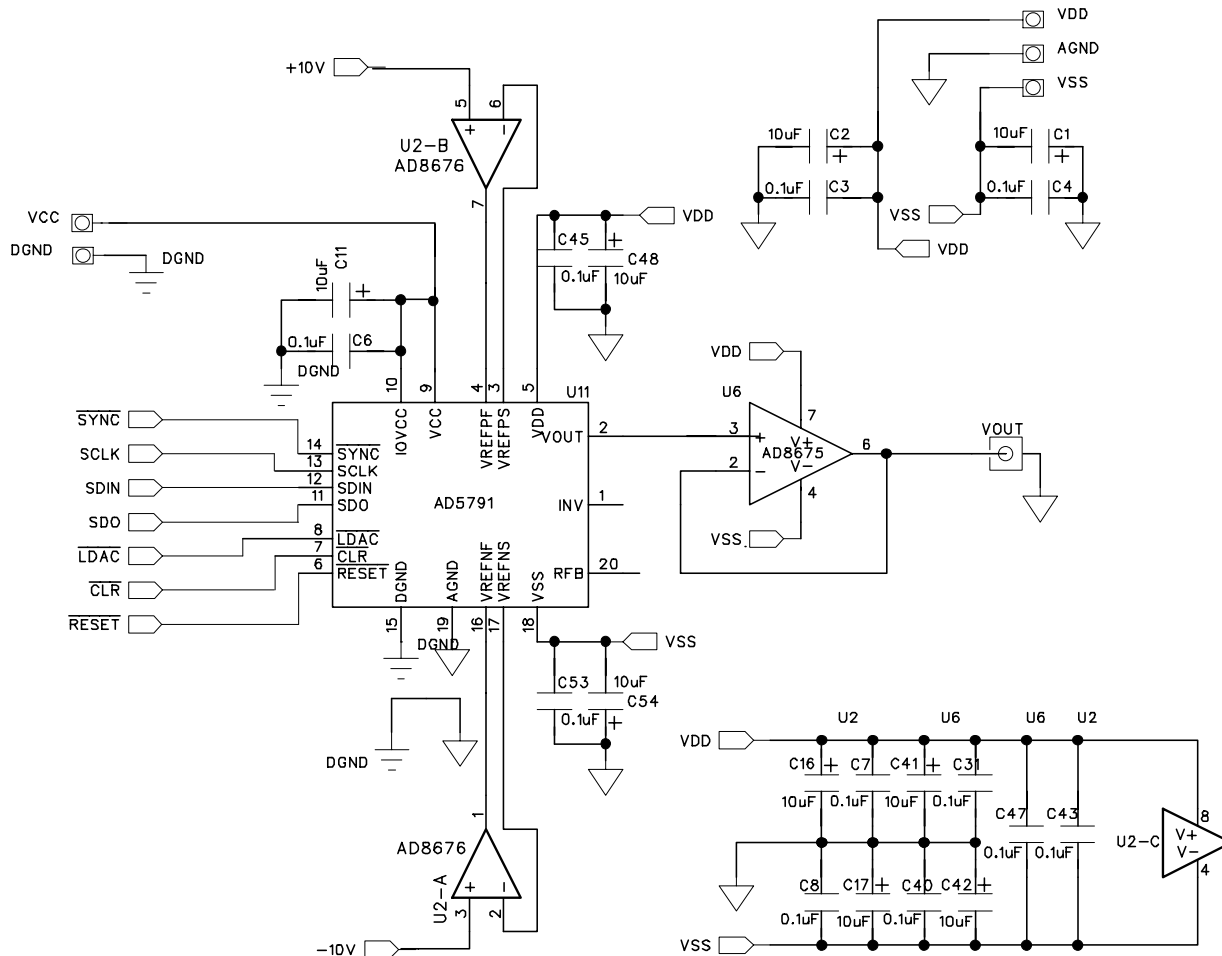 VDD
AGND
VSS
+10V
5
6
U2-B
AD8676
7
10uF
C2
0.1uF
C3
10uF
C1
0.1uF
C4
VSS
VDD
VCC
DGND
DGND
VDD
C45
0.1uF
C48
10uF
10uF
C11
0.1uF
C6
DGND
10
9
4
3
5
U11
IOVCC
VCC
VREFPF
VREFPS
VDD
SYNC
SCLK
SDIN
SDO
LDAC
CLR
RESET
14
13
12
11
8
7
6
SYNC
SCLK
SDIN
SDO
LDAC
CLR
RESET
AD5791
VOUT
2
INV
1
RFB
20
DGND
AGND
VREFNF
VREFNS
VSS
15
19
16
17
18
DGND
VDD
U6
7
3
2
V+
AD8675
V-
6
4
VSS
VOUT
VSS
C53
0.1uF
10uF
C54
DGND
1
AD8676
U2-A
3
2
-10V
U2
U6
U6
U2
VDD
C16
10uF
C7
0.1uF
C41
10uF
C31
0.1uF
C47
0.1uF
C43
0.1uF
8
U2-C
V+
V-
4
C8
0.1uF
C17
10uF
C40
0.1uF
C42
10uF
VSS